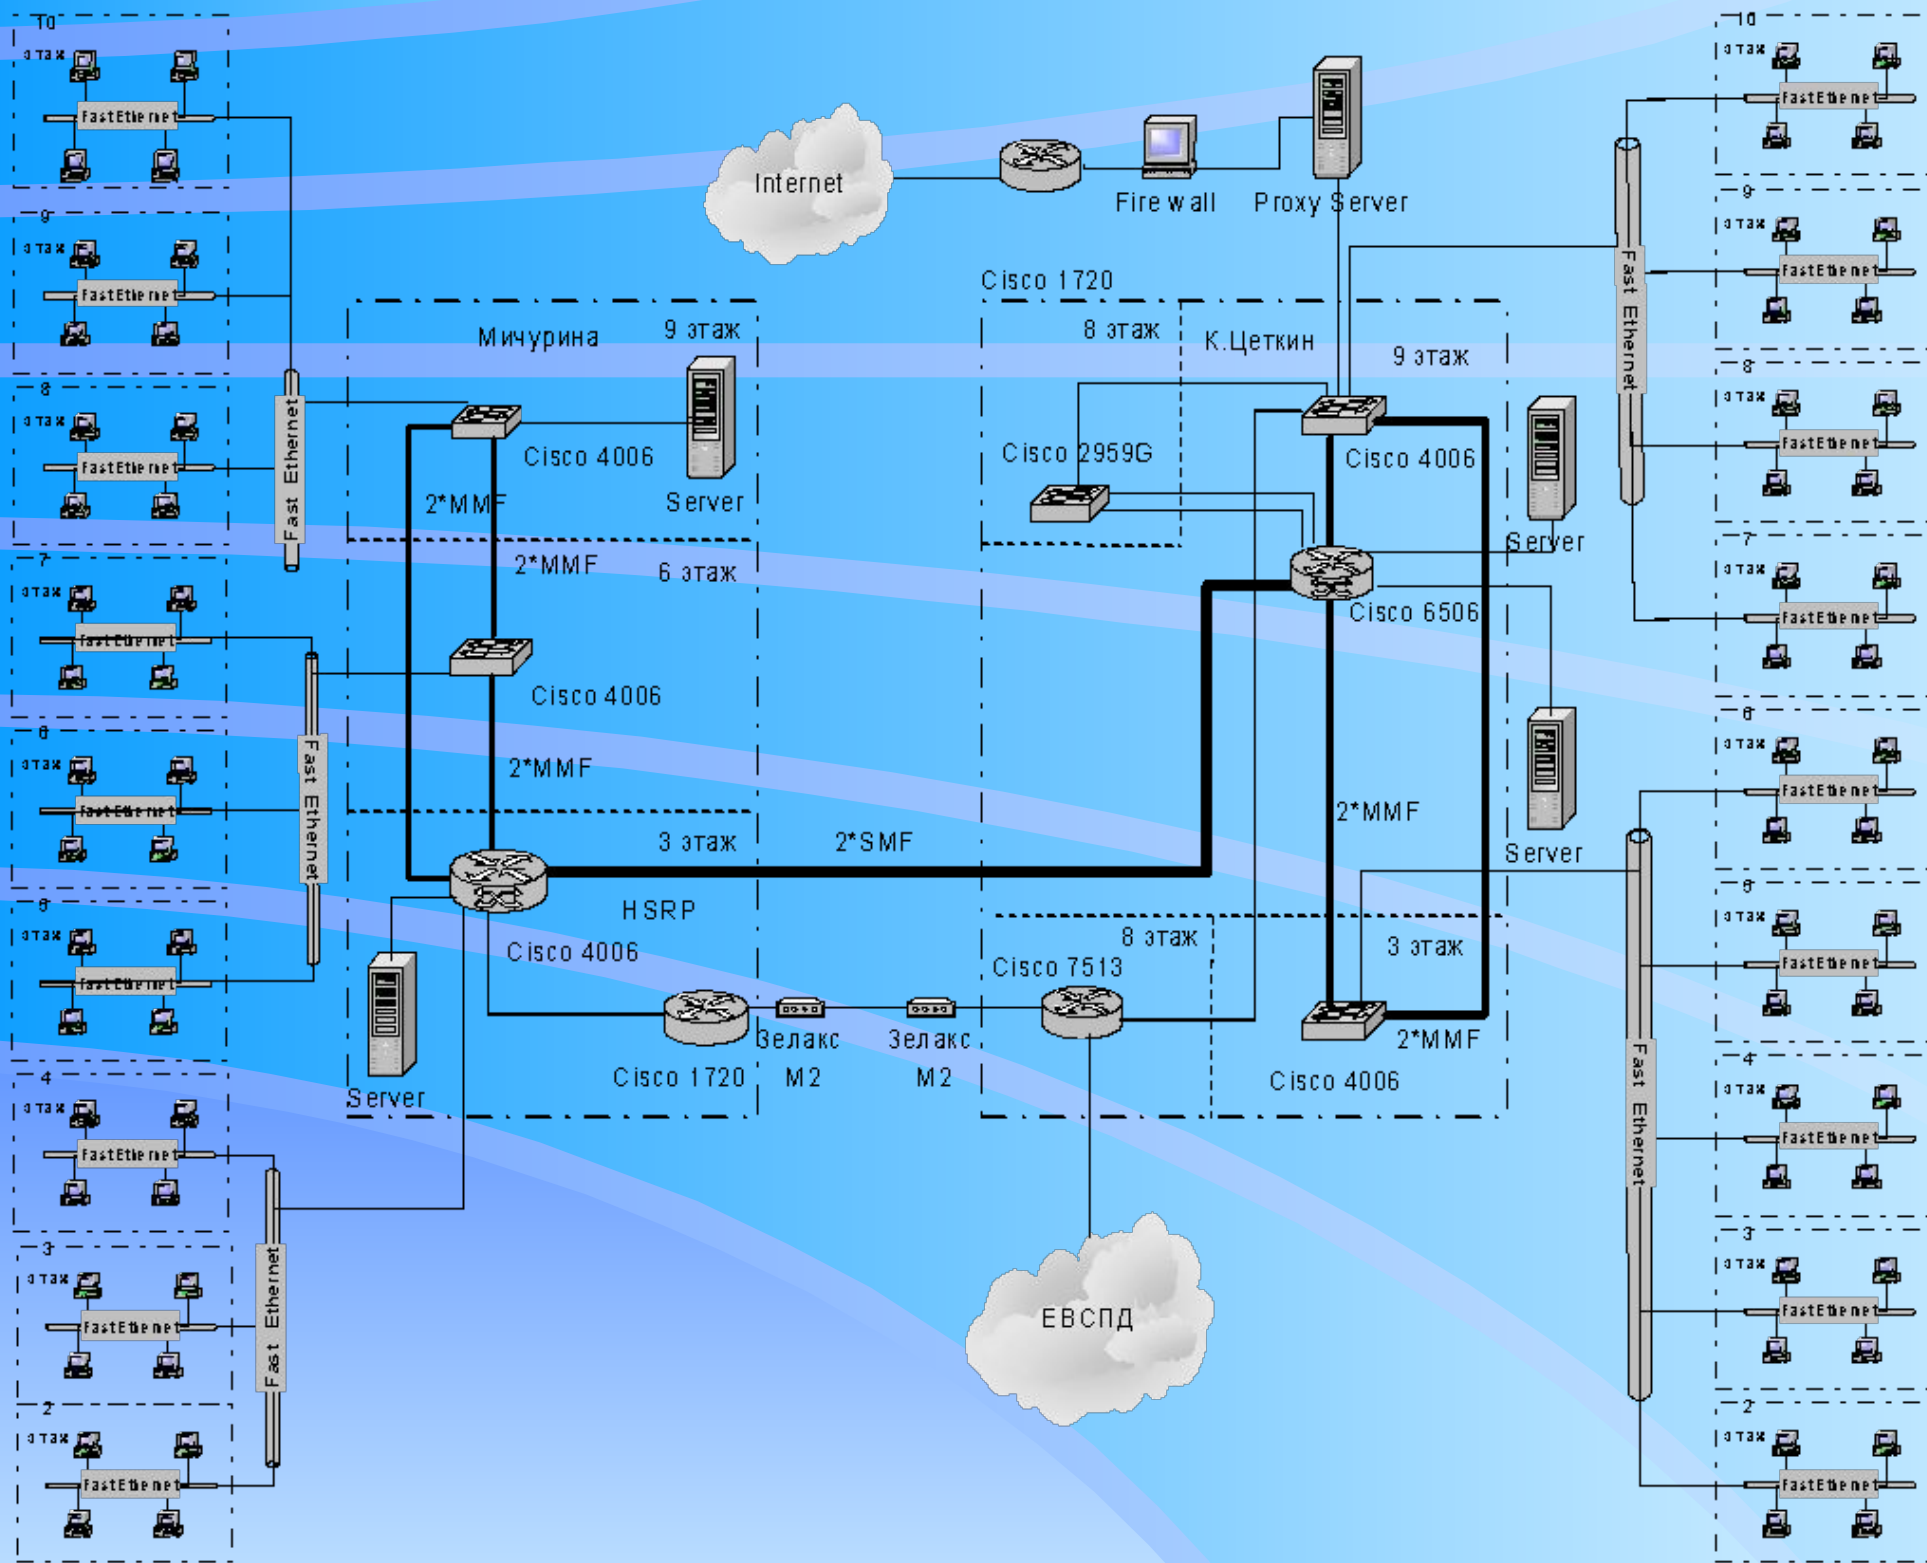 10
этаж
FastEthernet
9
этаж
FastEthernet
8
этаж
FastEthernet
Fast Ethernet
7
этаж
FastEthernet
6
этаж
FastEthernet
5
этаж
FastEthernet
Fast Ethernet
4
этаж
FastEthernet
3
этаж
FastEthernet
2
этаж
FastEthernet
Fast Ethernet
Internet
Firewall
Proxy Server
Cisco 1720
Мичурина
9 этаж
Cisco 4006
Server
2*MMF
2*MMF
6 этаж
Cisco 4006
2*MMF
3 этаж
HSRP
Cisco 4006
Server
Cisco 1720
2*SMF
Зелакс
M2
Зелакс
M2
8 этаж
К.Цеткин
9 этаж
Cisco 2959G
Cisco 4006
Server
Cisco 6506
Server
2*MMF
8 этаж
3 этаж
Cisco 7513
2*MMF
Cisco 4006
ЕВСПД
10
этаж
FastEthernet
9
этаж
FastEthernet
8
этаж
FastEthernet
7
этаж
FastEthernet
Fast Ethernet
6
этаж
FastEthernet
5
этаж
FastEthernet
4
этаж
FastEthernet
3
этаж
FastEthernet
2
этаж
FastEthernet
Fast Ethernet